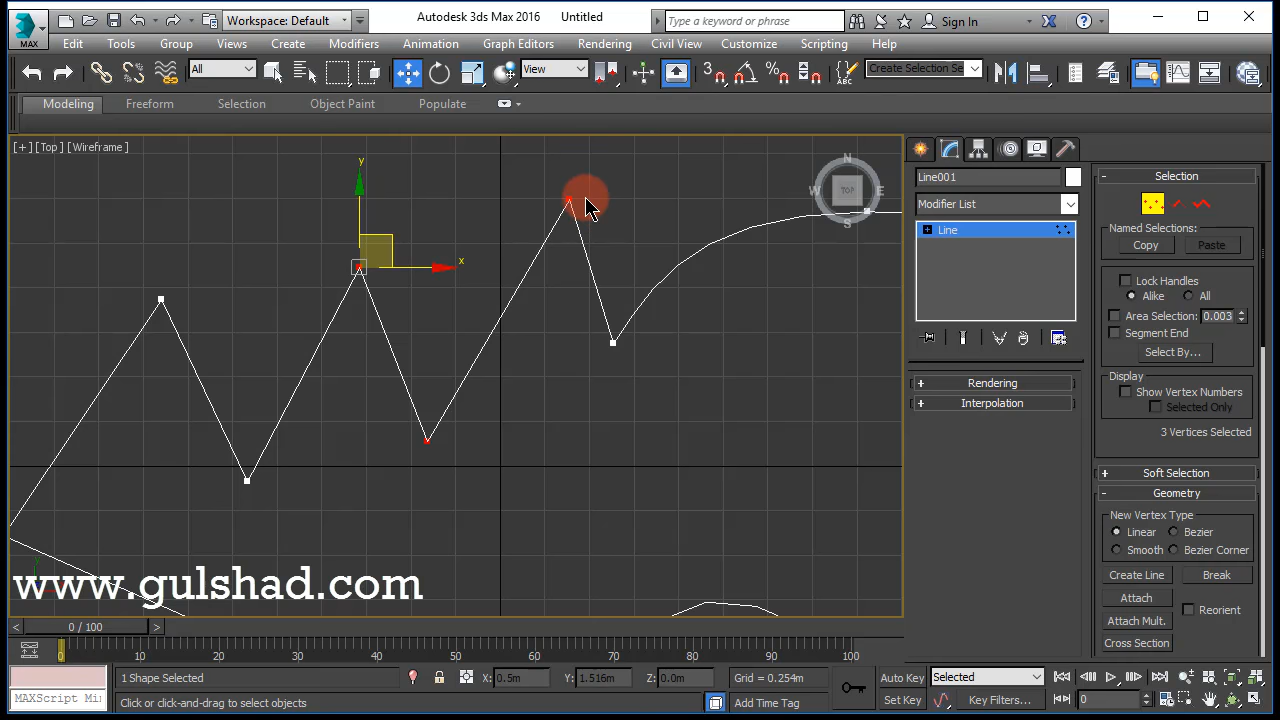 Workspace: Default
Autodesk 3ds Max 2016 Untitled
Type a keyword or phrase
Sign In
MAX
Edit Tools Group Views Create Modifiers Animation Graph Editors Rendering Civil View Customize Scripting Help
All
View
3
ABC
Create Selection Se
Modeling Freeform Selection Object Paint Populate
[+] [Top] [Wireframe]
y
x
N
W TOP E
S
Line001
Modifier List
Line
Rendering
Interpolation
Selection
Named Selections:
Copy Paste
Lock Handles
Alike All
Area Selection: 0.003
Segment End
Select By...
Display
Show Vertex Numbers
Selected Only
3 Vertices Selected
Soft Selection
Geometry
New Vertex Type
Linear Bezier
Smooth Bezier Corner
Create Line Break
Attach Reorient
Attach Mult.
Cross Section
www.gulshad.com
< 0 / 100 >
0 10 20 30 40 50 60 70 80 90 100
1 Shape Selected
X: 0.5m Y: 1.516m Z: 0.0m
Grid = 0.254m
Auto Key Selected
MAXScript Mi
Click or click-and-drag to select objects
Add Time Tag
Set Key Key Filters...
0